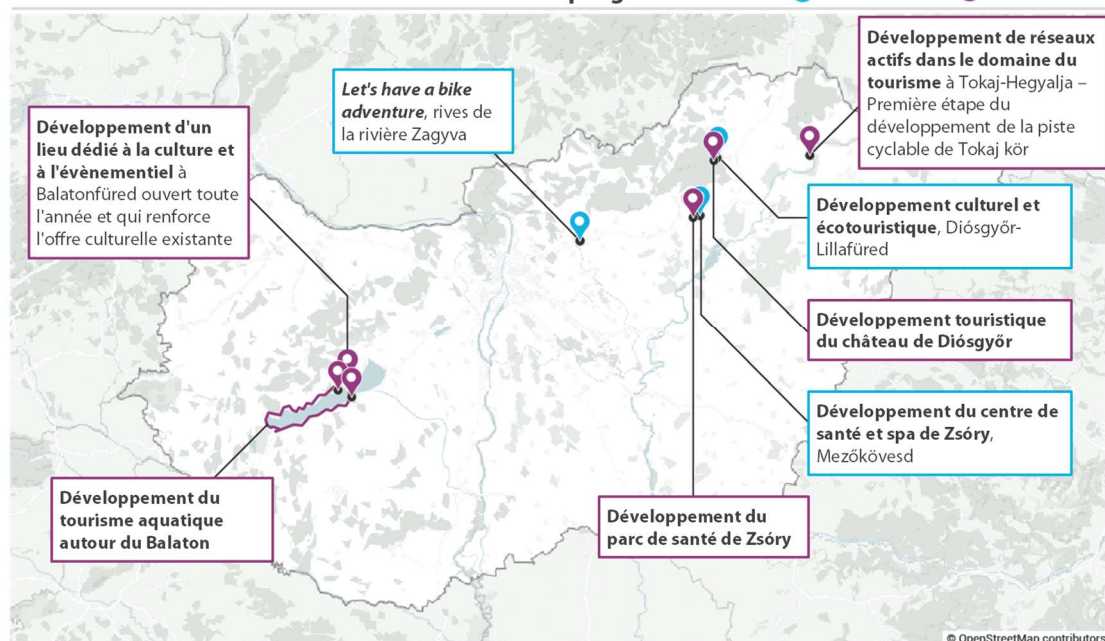 Développement de réseaux
actifs dans le domaine du
tourisme à Tokaj-Hegyalja –
Première étape du
développement de la piste
cyclable de Tokaj kör
Let's have a bike
adventure, rives de
la rivière Zagyva
Développement d'un
lieu dédié à la culture et
à l'évènementiel à
Balatonfüred ouvert toute
l'année et qui renforce
l'offre culturelle existante
Développement culturel et
écotouristique, Diósgyőr-
Lillafüred
Développement touristique
du château de Diósgyőr
Développement du centre de
santé et spa de Zsóry,
Mezőkövesd
Développement du
tourisme aquatique
autour du Balaton
Développement du
parc de santé de Zsóry
© OpenStreetMap contributors